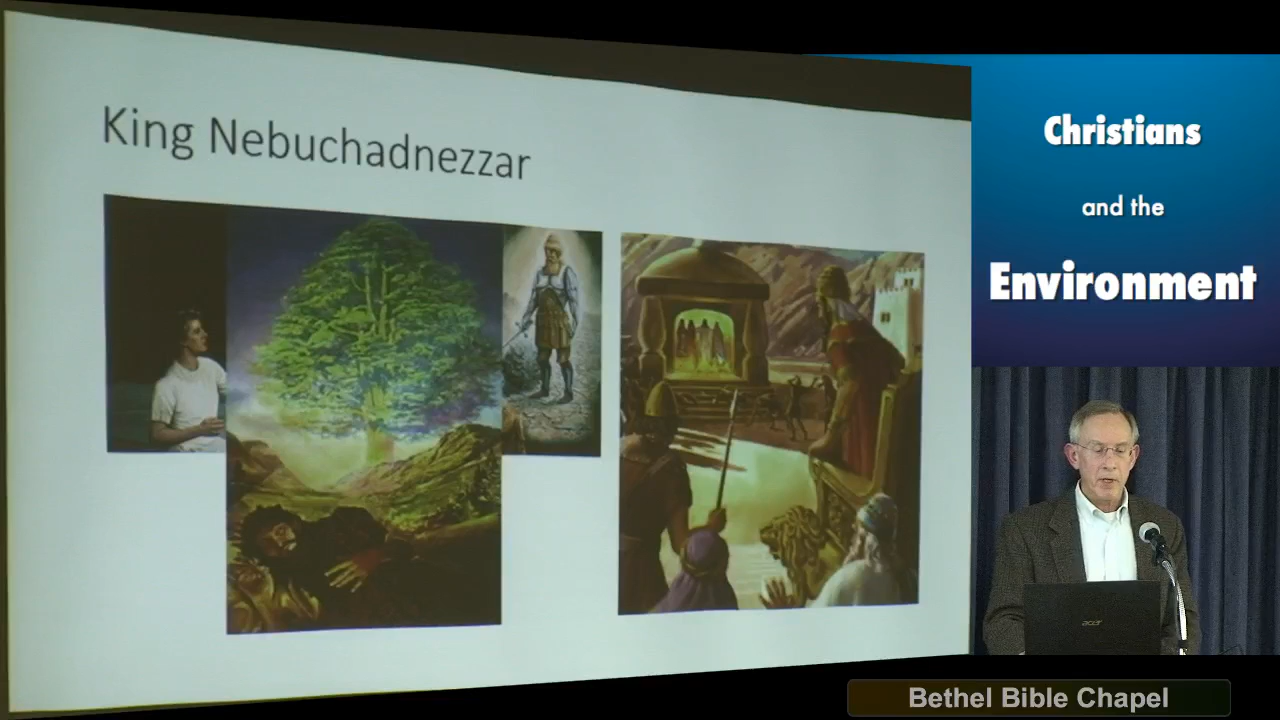 King Nebuchadnezzar
Christians
and the
Environment
acer
Bethel Bible Chapel